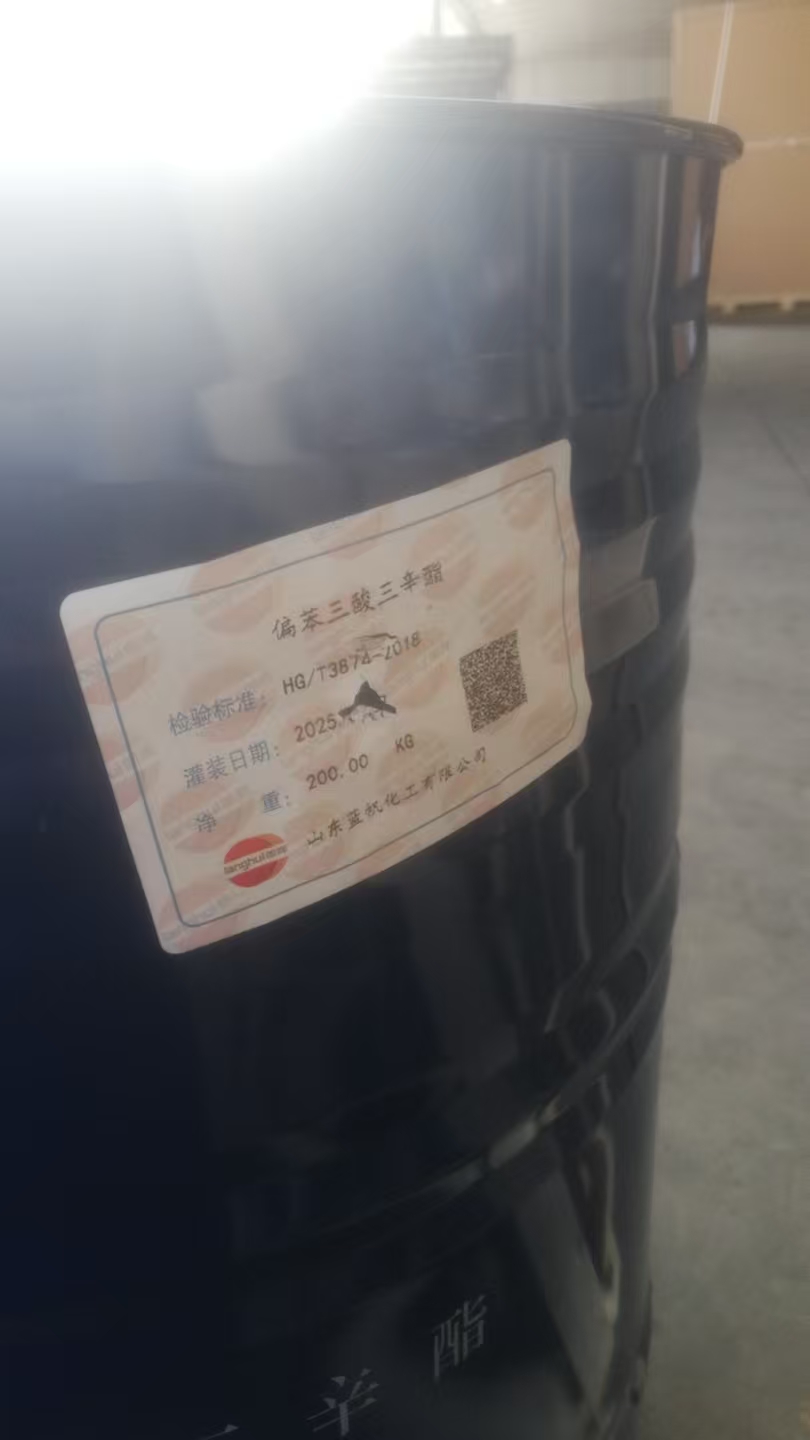 偏苯三酸三辛酯
检验标准: HG/T3874-2018
灌装日期: 2025.
净 重: 200.00 KG
山东蓝帆化工有限公司
辛 酯